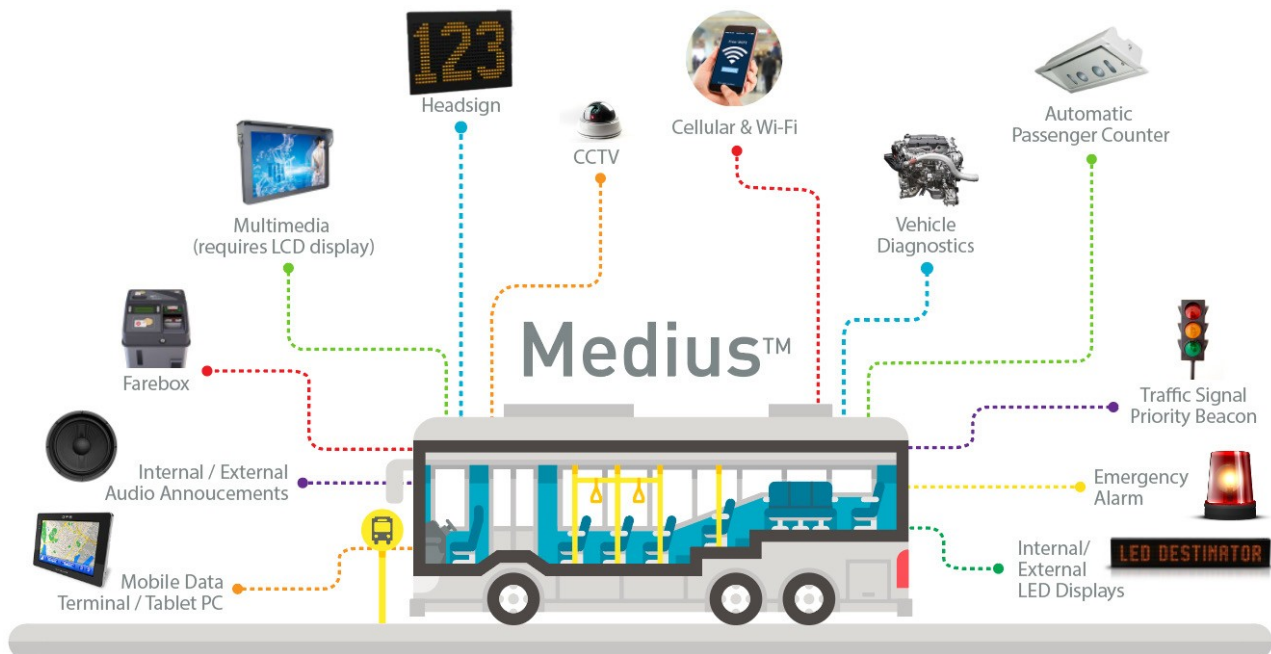 123
Headsign
CCTV
Cellular & Wi-Fi
Automatic
Passenger Counter
Multimedia
(requires LCD display)
Vehicle
Diagnostics
Medius™
Farebox
Traffic Signal
Priority Beacon
Internal / External
Audio Annoucements
Emergency
Alarm
Mobile Data
Terminal / Tablet PC
Internal/
External
LED Displays
LED DESTINATOR